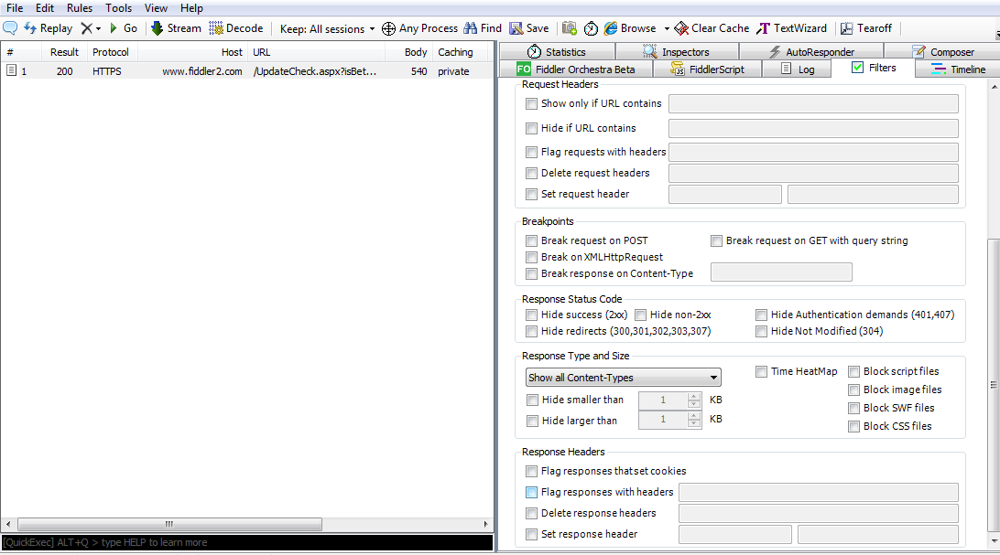 File Edit Rules Tools View Help
Replay Go Stream Decode Keep: All sessions Any Process Find Save Browse Clear Cache TextWizard Tearoff
# Result Protocol Host URL Body Caching
1 200 HTTPS www.fiddler2.com /UpdateCheck.aspx?isBet... 540 private
[QuickExec] ALT+Q > type HELP to learn more
Statistics Inspectors AutoResponder Composer
FO Fiddler Orchestra Beta JS FiddlerScript Log Filters Timeline
Request Headers
Show only if URL contains
Hide if URL contains
Flag requests with headers
Delete request headers
Set request header
Breakpoints
Break request on POST Break request on GET with query string
Break on XMLHttpRequest
Break response on Content-Type
Response Status Code
Hide success (2xx) Hide non-2xx Hide Authentication demands (401,407)
Hide redirects (300,301,302,303,307) Hide Not Modified (304)
Response Type and Size
Show all Content-Types Time HeatMap Block script files
Block image files
Hide smaller than 1 KB
Block SWF files
Hide larger than 1 KB
Block CSS files
Response Headers
Flag responses that set cookies
Flag responses with headers
Delete response headers
Set response header